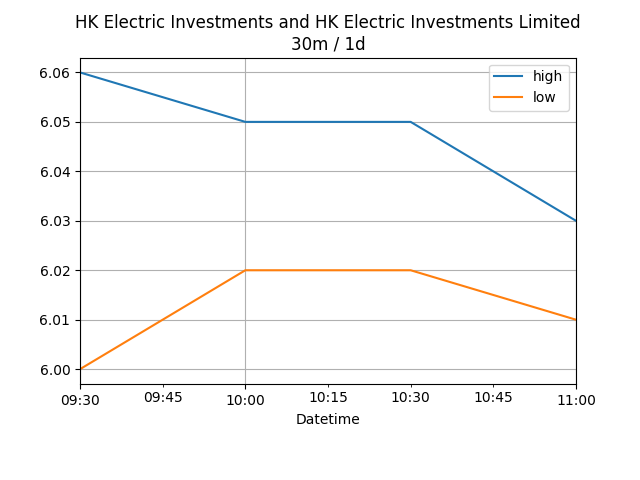 HK Electric Investments and HK Electric Investments Limited
30m / 1d
high
low
6.06
6.05
6.04
6.03
6.02
6.01
6.00
09:30 09:45 10:00 10:15 10:30 10:45 11:00
Datetime